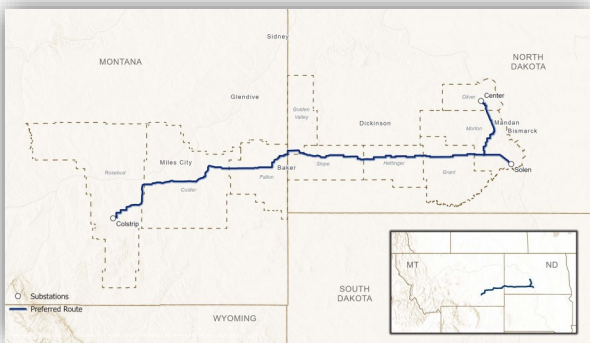 Sidney
MONTANA
NORTH
DAKOTA
Oliver
Center
Glendive
Golden
Valley
Dickinson
Morton
Mandan
Bismarck
Miles City
Rosebud
Baker
Slope
Hettinger
Grant
Solen
Custer
Fallon
Colstrip
MT
ND
SOUTH
DAKOTA
Substations
Preferred Route
WYOMING